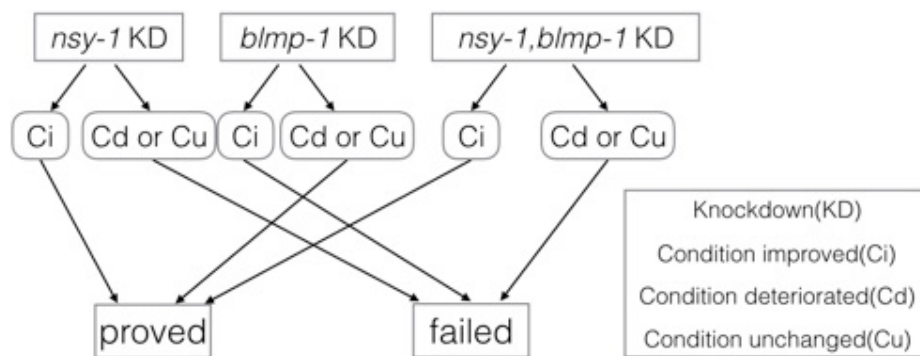 nsy-1 KD
blmp-1 KD
nsy-1,blmp-1 KD
Ci
Cd or Cu
Ci
Cd or Cu
Ci
Cd or Cu
Knockdown(KD)
Condition improved(Ci)
Condition deteriorated(Cd)
Condition unchanged(Cu)
proved
failed